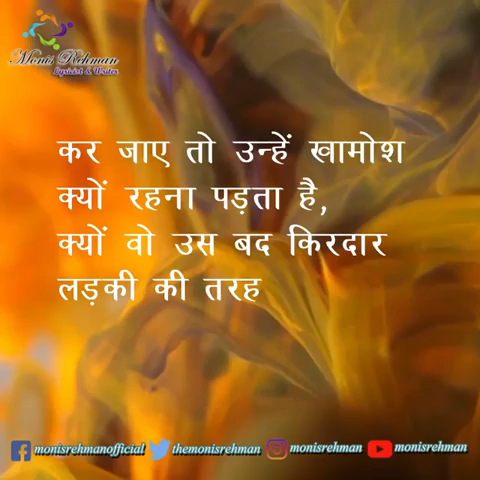 Monis Rehman
Lyricist & Writer
कर जाए तो उन्हें खामोश
क्यों रहना पड़ता है,
क्यों वो उस बद किरदार
लड़की की तरह
monisrehmanofficial themonisrehman monisrehman monisrehman